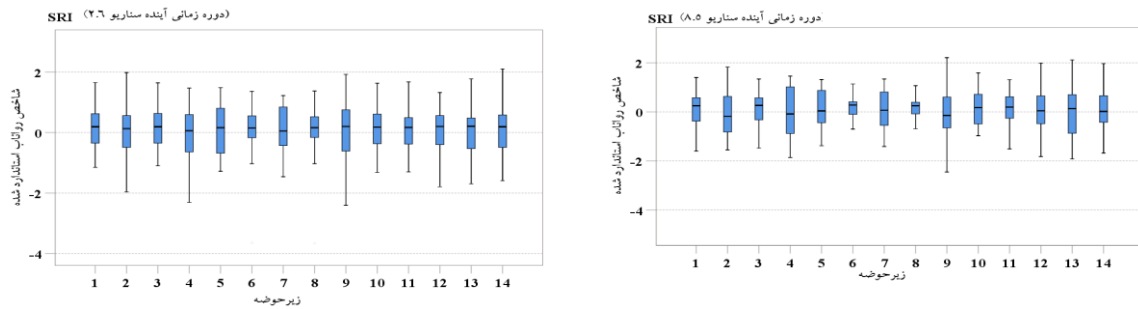 SRI (دوره زمانی آینده سناریو ۲.۶)
شاخص رواناب استاندارد شده
2
0
-2
-4
1 2 3 4 5 6 7 8 9 10 11 12 13 14
زیرحوضه
SRI (۸.۵ دوره زمانی آینده سناریو)
شاخص رواناب استاندارد شده
2
0
-2
-4
1 2 3 4 5 6 7 8 9 10 11 12 13 14
زیرحوضه